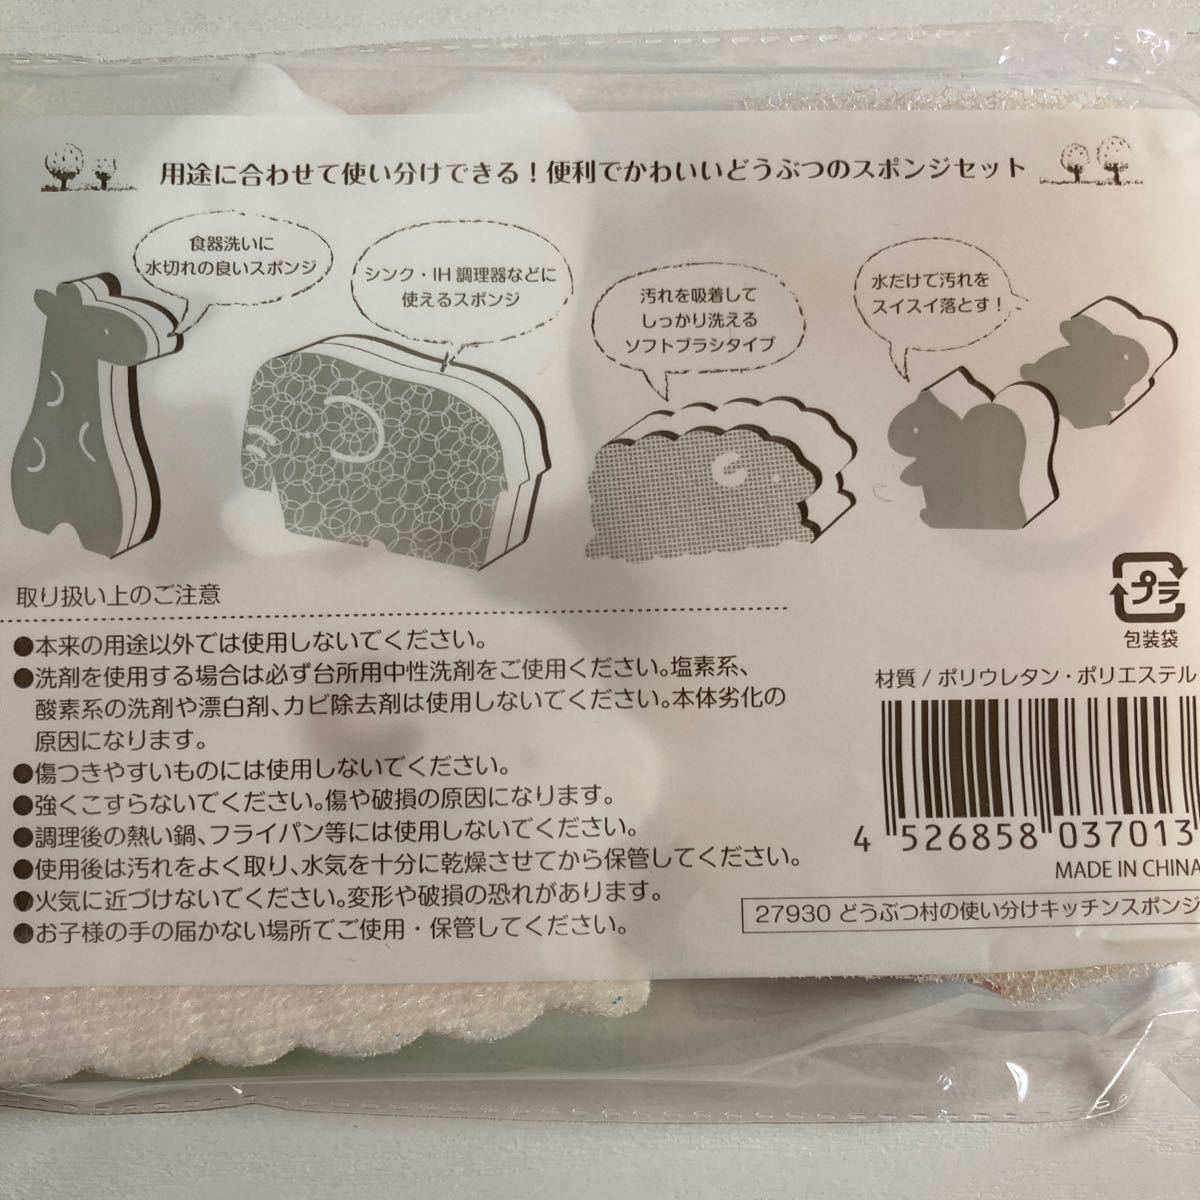 用途に合わせて使い分けできる！便利でかわいいどうぶつのスポンジセット
食器洗いに
水切れの良いスポンジ
シンク・IH 調理器などに
使えるスポンジ
汚れを吸着して
しっかり洗える
ソフトブラシタイプ
水だけで汚れを
スイスイ落とす！
取り扱い上のご注意
●本来の用途以外では使用しないでください。
●洗剤を使用する場合は必ず台所用中性洗剤をご使用ください。塩素系、
酸素系の洗剤や漂白剤、カビ除去剤は使用しないでください。本体劣化の
原因になります。
●傷つきやすいものには使用しないでください。
●強くこすらないでください。傷や破損の原因になります。
●調理後の熱い鍋、フライパン等には使用しないでください。
●使用後は汚れをよく取り、水気を十分に乾燥させてから保管してください。
●火気に近づけないでください。変形や破損の恐れがあります。
●お子様の手の届かない場所でご使用・保管してください。
プラ
包装袋
材質 / ポリウレタン・ポリエステル
4 526858 037013
MADE IN CHINA
27930 どうぶつ村の使い分けキッチンスポンジ